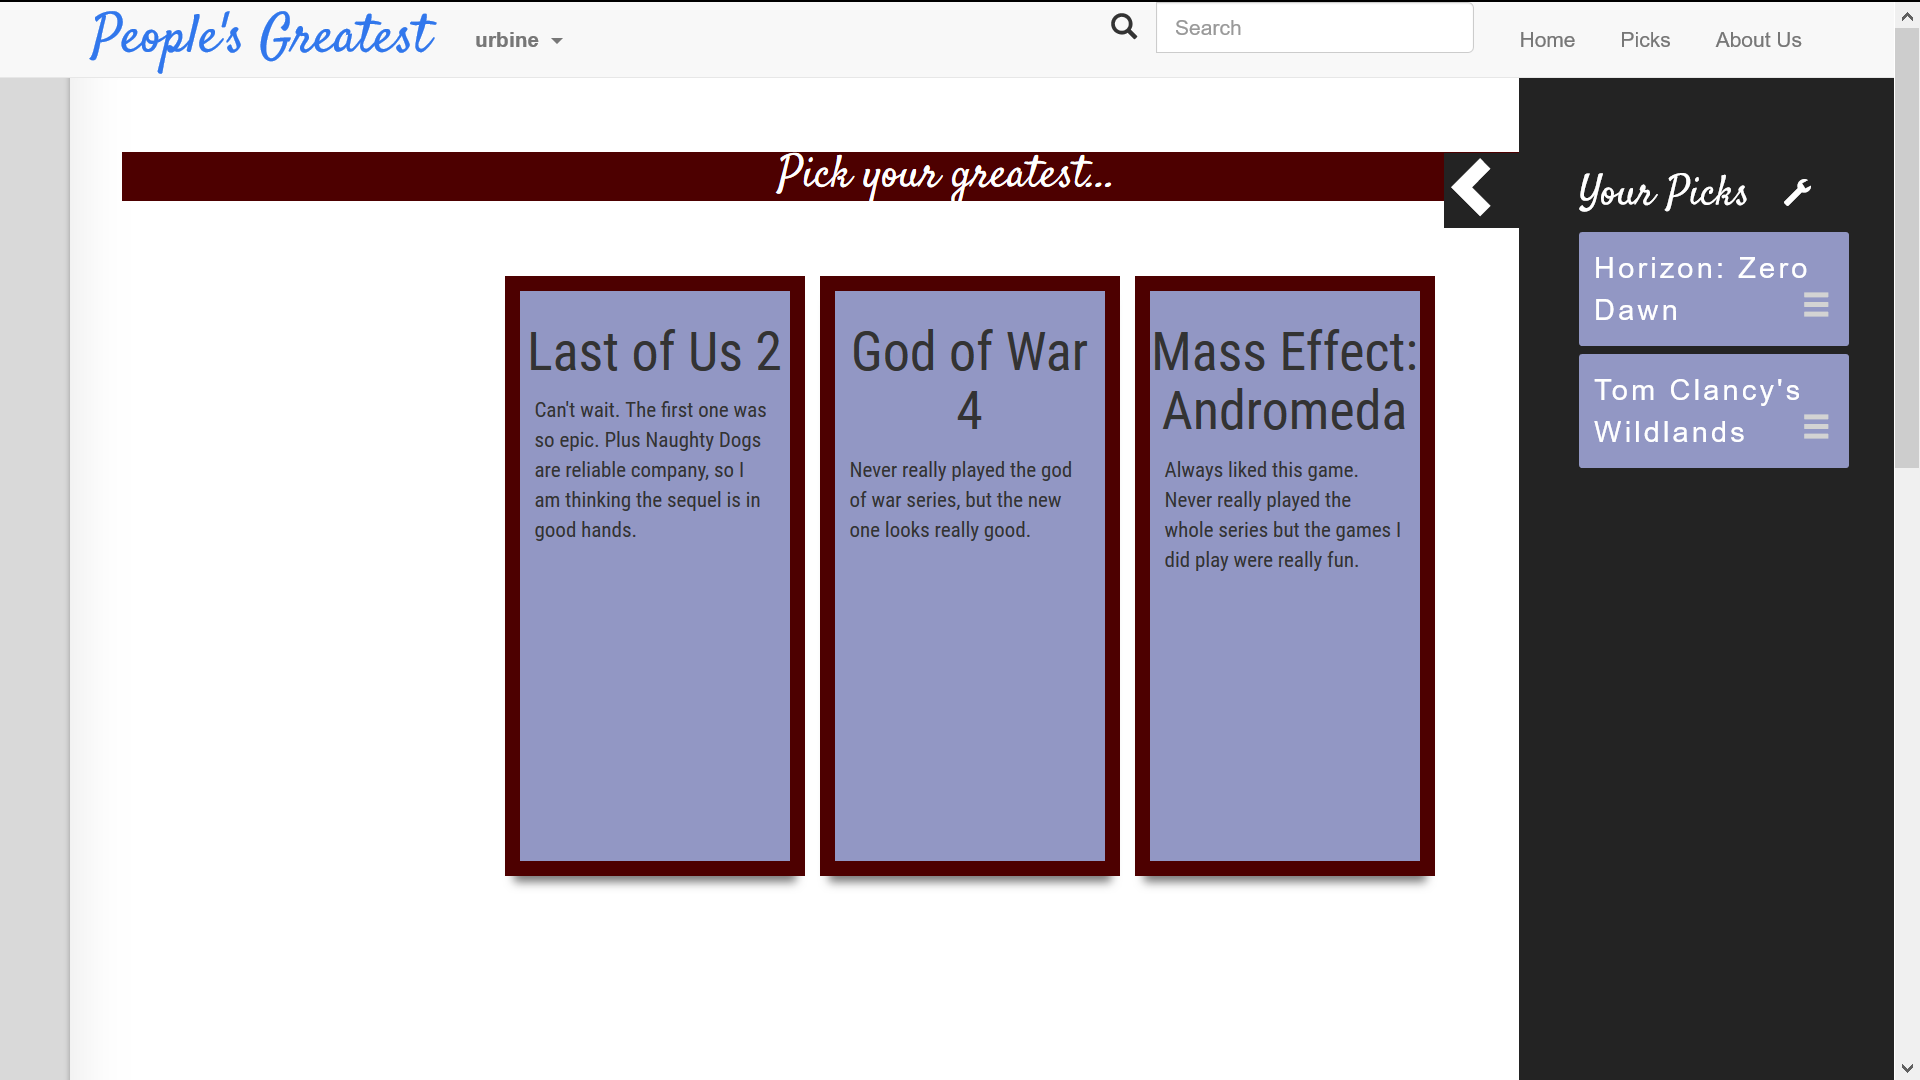 People's Greatest
urbine
Search
Home
Picks
About Us
Pick your greatest...
Last of Us 2
Can't wait. The first one was
so epic. Plus Naughty Dogs
are reliable company, so I
am thinking the sequel is in
good hands.
God of War
4
Never really played the god
of war series, but the new
one looks really good.
Mass Effect:
Andromeda
Always liked this game.
Never really played the
whole series but the games I
did play were really fun.
Your Picks
Horizon: Zero
Dawn
Tom Clancy's
Wildlands